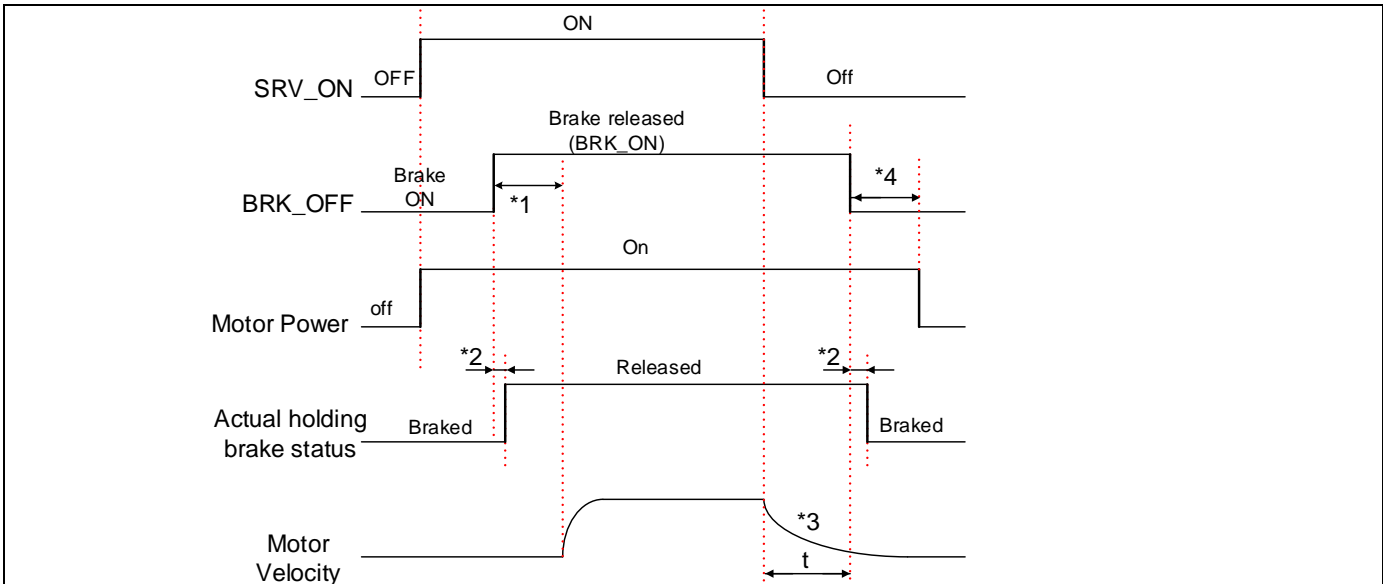 ON
SRV_ON OFF Off
Brake released
(BRK_ON)
Brake
ON
BRK_OFF *1 *4
On
Motor Power off
*2 Released *2
Actual holding
brake status
Braked Braked
*3
Motor
Velocity
t